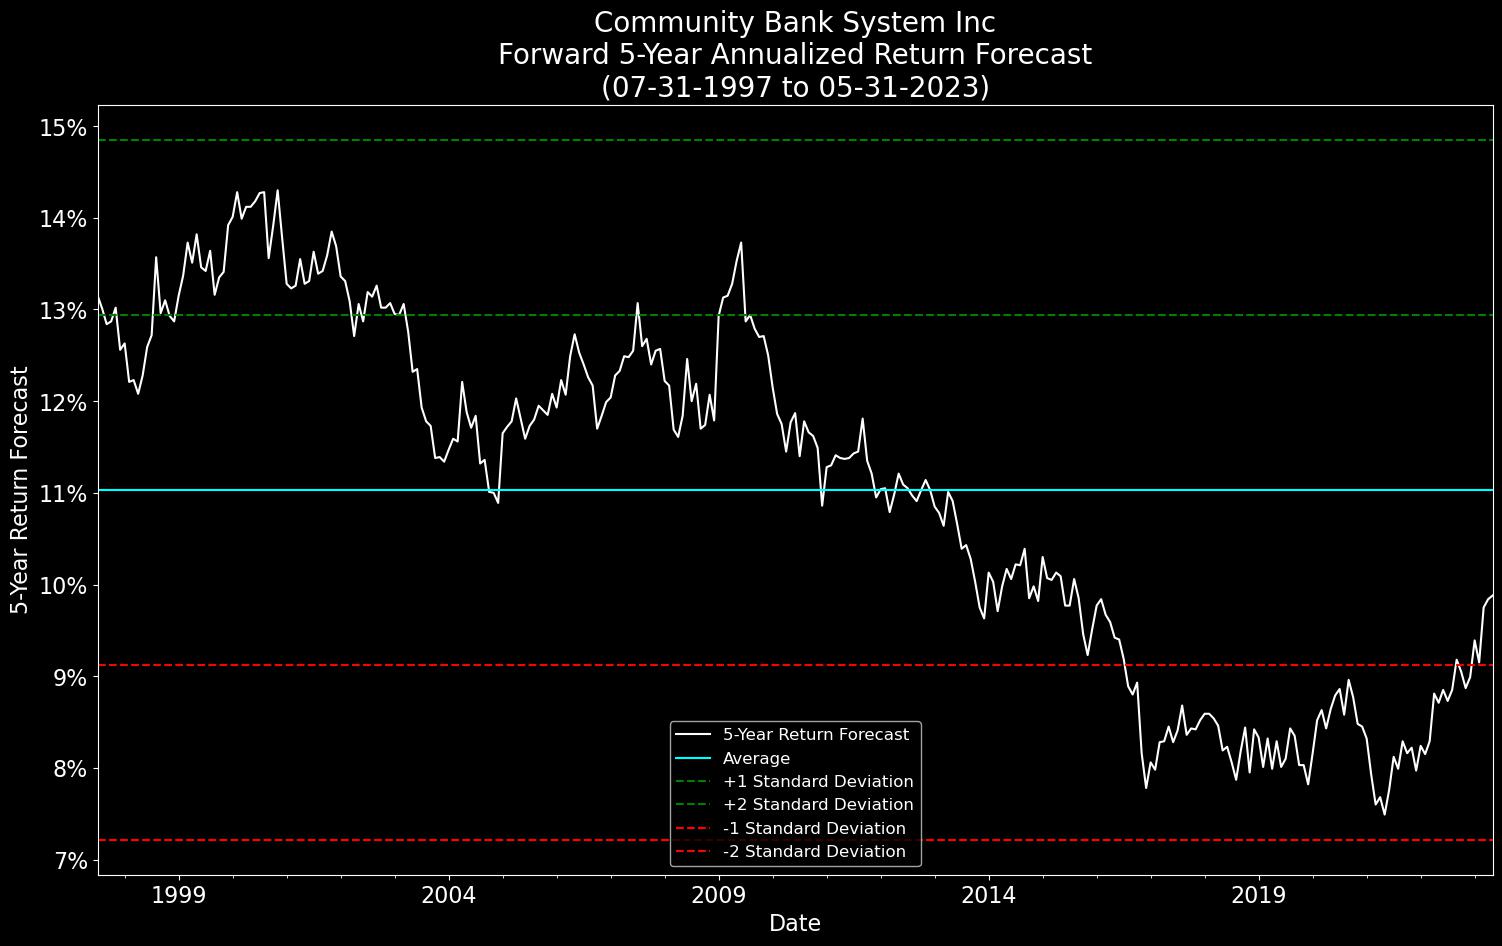 Community Bank System Inc
Forward 5-Year Annualized Return Forecast
(07-31-1997 to 05-31-2023)
5-Year Return Forecast
15%
14%
13%
12%
11%
10%
9%
8%
7%
5-Year Return Forecast
Average
+1 Standard Deviation
+2 Standard Deviation
-1 Standard Deviation
-2 Standard Deviation
1999 2004 2009 2014 2019
Date